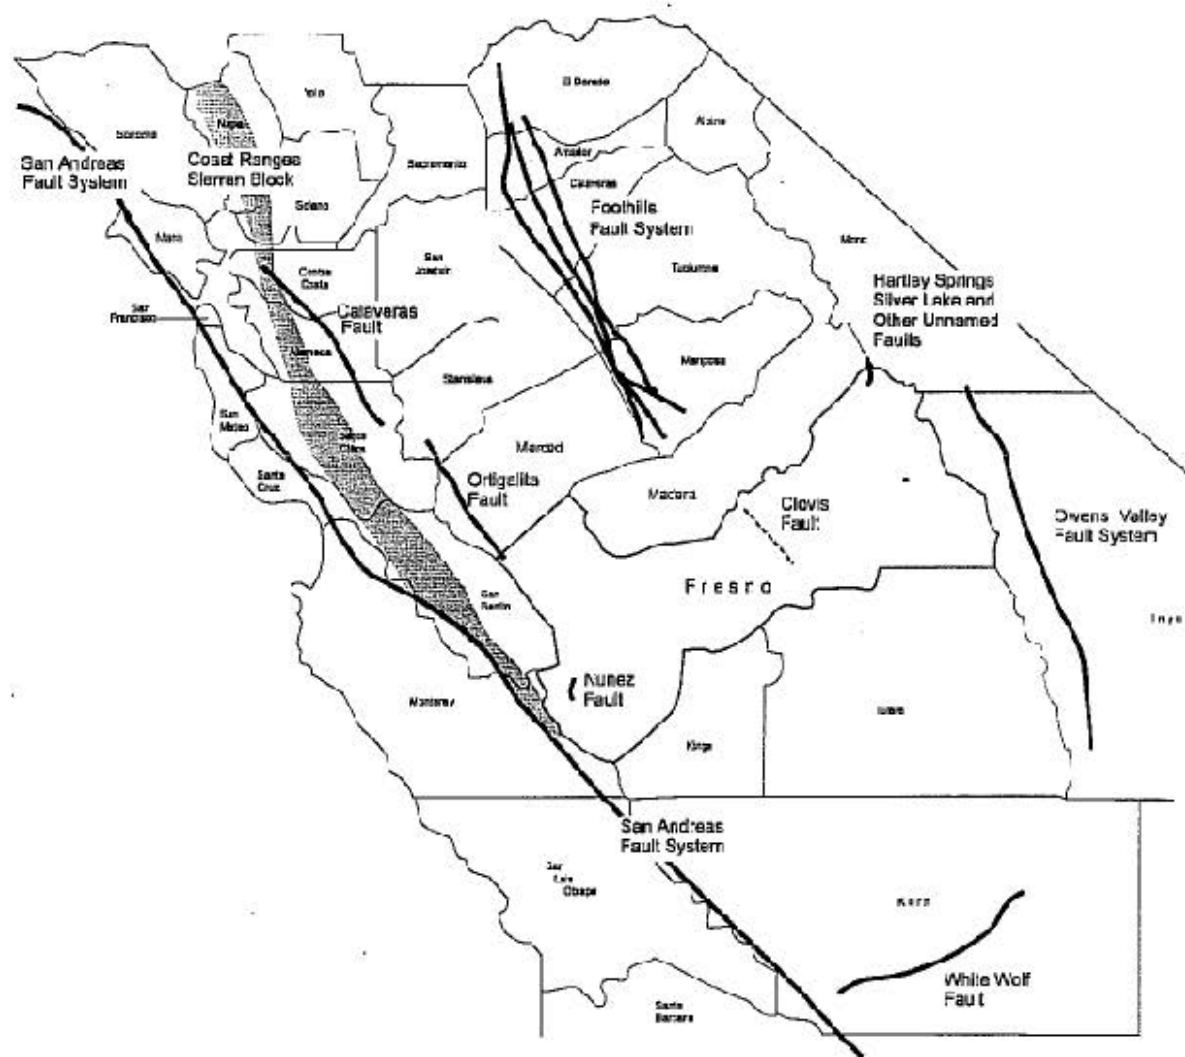 El Dorado
Yolo
Alpine
Napa
Sonoma
Amador
San Andreas
Fault System
Coast Ranges
Sierran Block
Sacramento
Calaveras
Solano
Foothills
Fault System
Marin
Mono
San
Joaquin
Contra
Costa
Tuolumne
Hartley Springs
Silver Lake and
Other Unnamed
Faults
San
Francisco
Calaveras
Fault
Alameda
Mariposa
Stanislaus
San
Mateo
Santa
Clara
Merced
Santa
Cruz
Ortigalita
Fault
Madera
Clovis
Fault
Owens Valley
Fault System
Fresno
San
Benito
Inyo
Nunez
Fault
Monterey
Tulare
Kings
San Andreas
Fault System
San
Luis
Obispo
Kern
White Wolf
Fault
Santa
Barbara